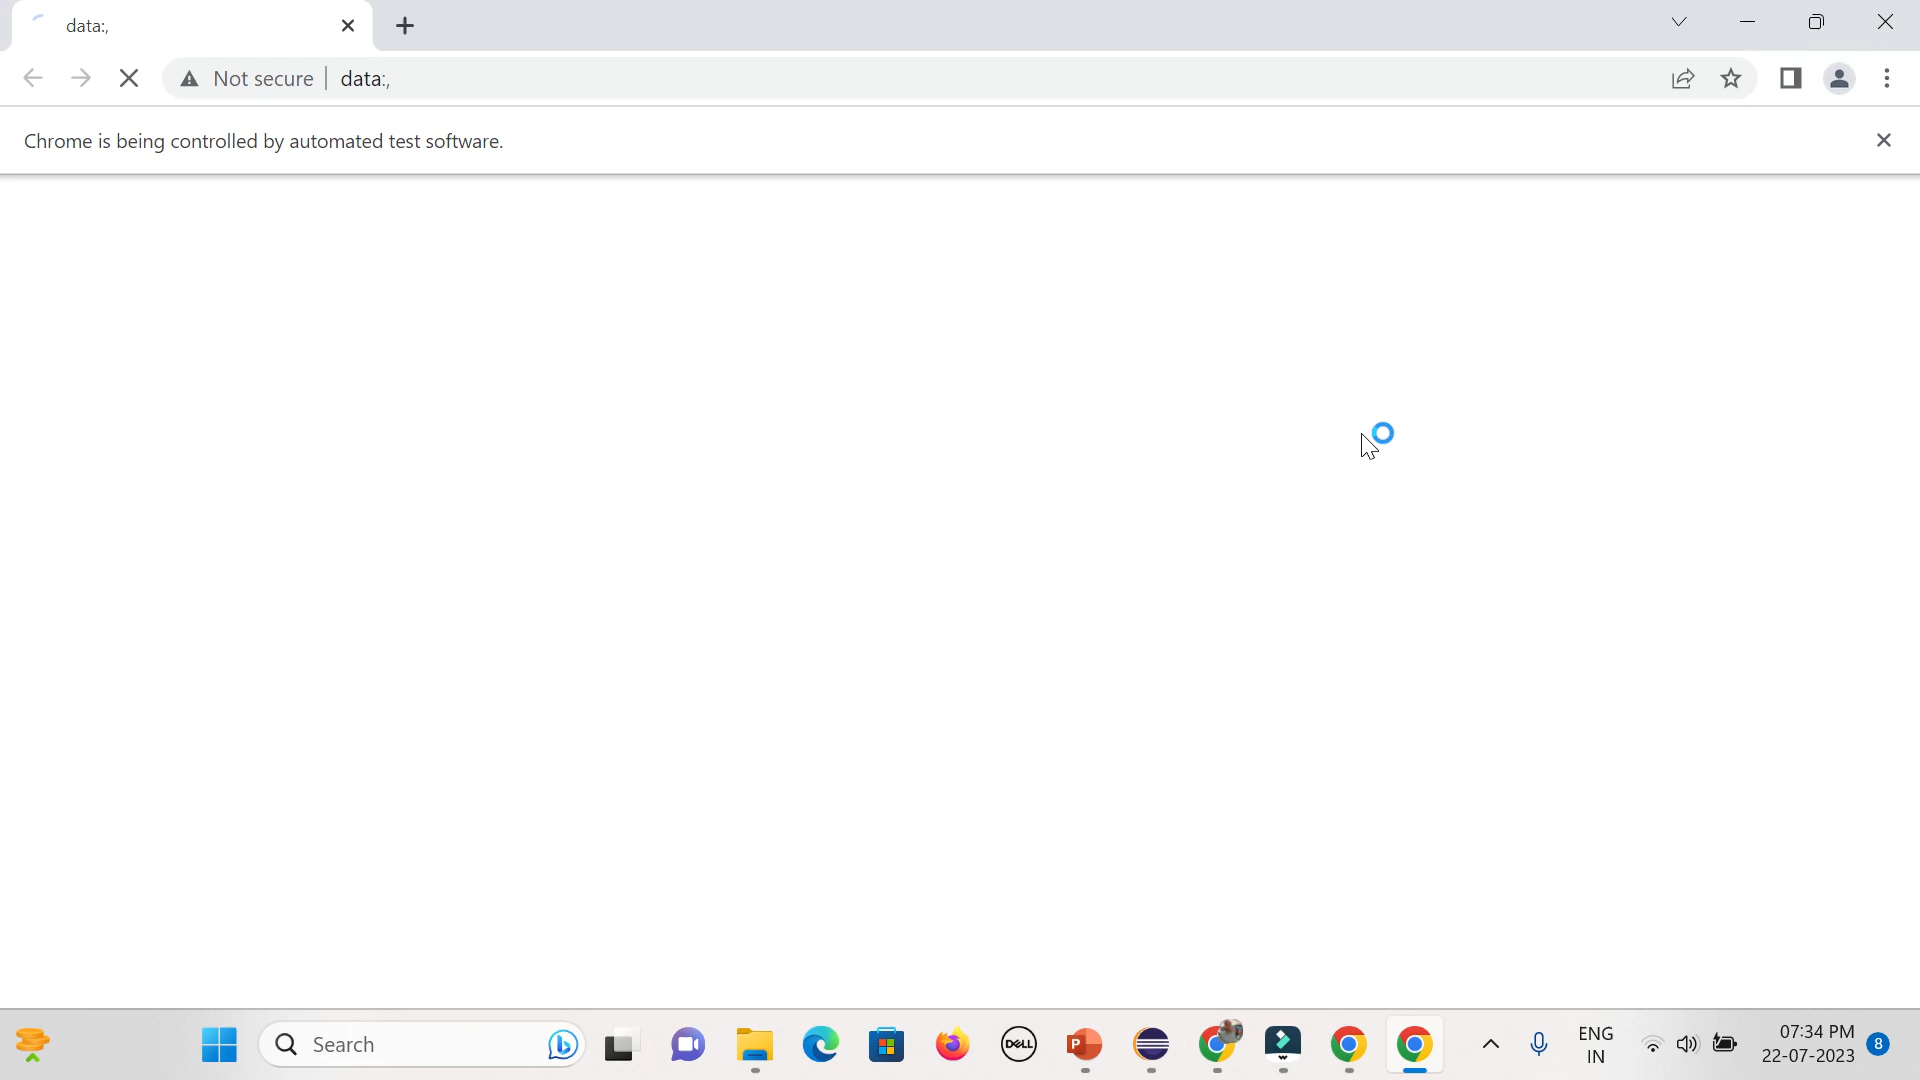 data:,
Not secure data:,
Chrome is being controlled by automated test software.
Search
DELL
P
ENG
IN
07:34 PM
22-07-2023
8